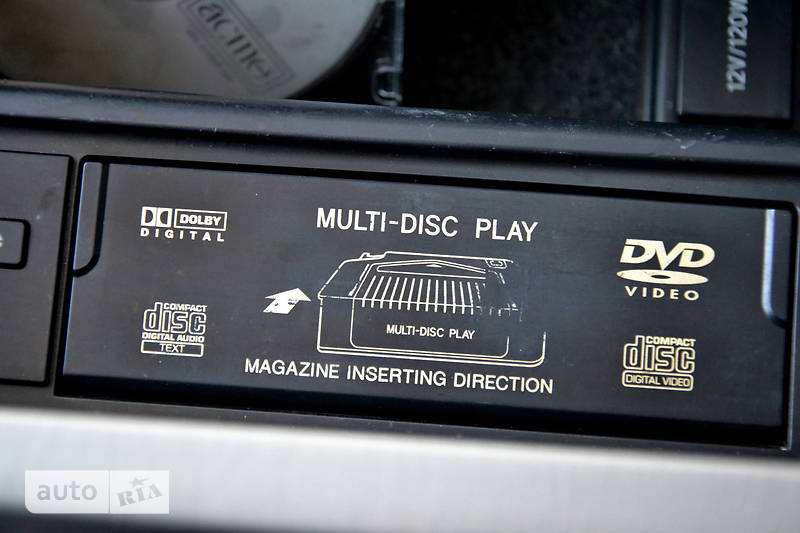 acme
12V/120W
DOLBY
DIGITAL
MULTI-DISC PLAY
DVD
VIDEO
MULTI-DISC PLAY
COMPACT
disc
DIGITAL AUDIO
TEXT
COMPACT
disc
DIGITAL VIDEO
MAGAZINE INSERTING DIRECTION
auto RIA